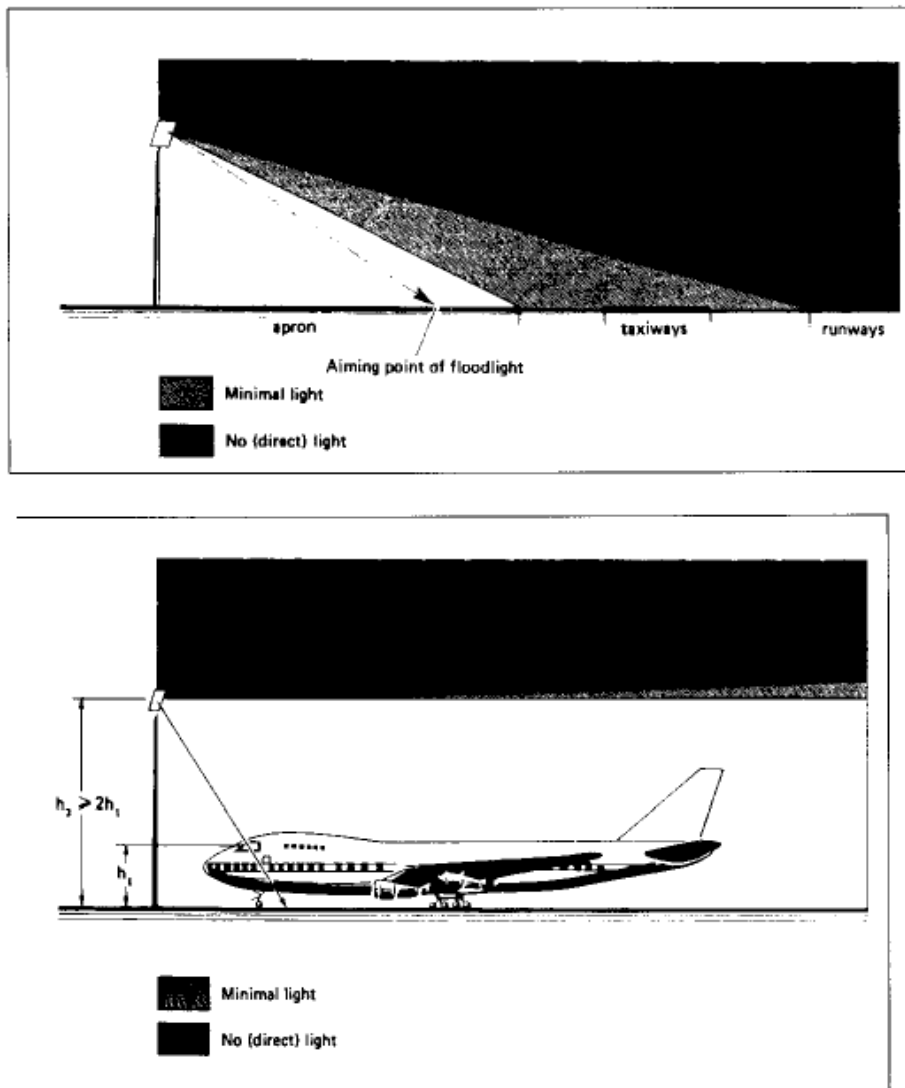 apron
taxiways
runways
Aiming point of floodlight
Minimal light
No (direct) light
h₂ ⩾ 2h₁
h₁
Minimal light
No (direct) light